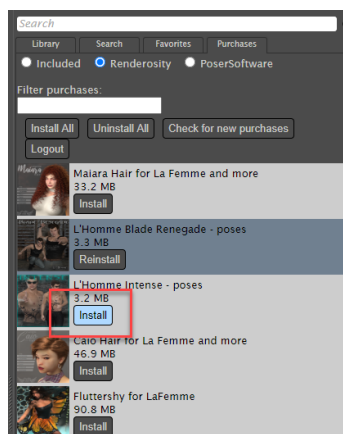 Search
Library Search Favorites Purchases
Included Renderosity PoserSoftware
Filter purchases:
Install All Uninstall All Check for new purchases
Logout
Maiara Hair for La Femme and more
33.2 MB
Install
L'Homme Blade Renegade - poses
3.3 MB
Reinstall
L'Homme Intense - poses
3.2 MB
Install
Caio Hair for La Femme and more
46.9 MB
Install
Fluttershy for LaFemme
90.8 MB
Install